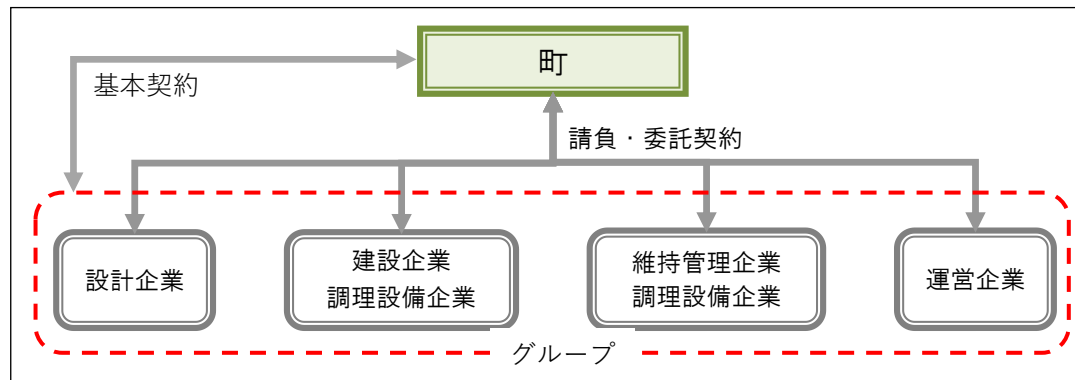 町
基本契約
請負・委託契約
設計企業
建設企業
調理設備企業
維持管理企業
調理設備企業
運営企業
グループ